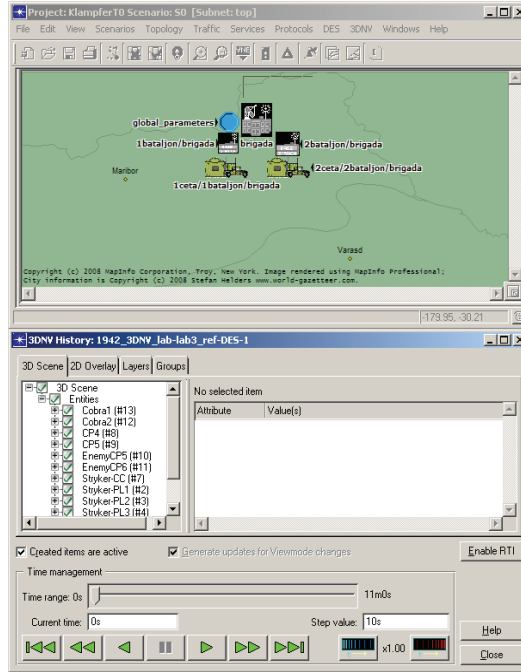 Project: KlamperT0 Scenario: S0 [Subnet: top]
File Edit View Scenarios Topology Traffic Services Protocols DES 3DNV Windows Help
global_parameters
1bataljon/brigada brigada 2bataljon/brigada
2ceta/2bataljon/brigada
Maribor
1ceta/1bataljon/brigada
Varasd
Copyright (c) 2008 MapInfo Corporation, Troy, New York. Image rendered using MapInfo Professional;
City information is Copyright (c) 2008 Stefan Helders www.world-gazetteer.com.
-179.95, -30.21
3DNV History: 1942_3DNV_lab-lab3_ref-DES-1
3D Scene 2D Overlay Layers Groups
3D Scene
Entities
Cobra1 (#13)
Cobra2 (#12)
CP4 (#8)
CP5 (#9)
EnemyCP5 (#10)
EnemyCP6 (#11)
Stryker-CC (#7)
Stryker-PL1 (#2)
Stryker-PL2 (#3)
Stryker-PL3 (#4)
No selected item
Attribute Value(s)
Created items are active Generate updates for Viewmode changes Enable RTI
Time management
Time range: 0s 11m0s
Current time: 0s Step value: 10s
x1.00
Help
Close